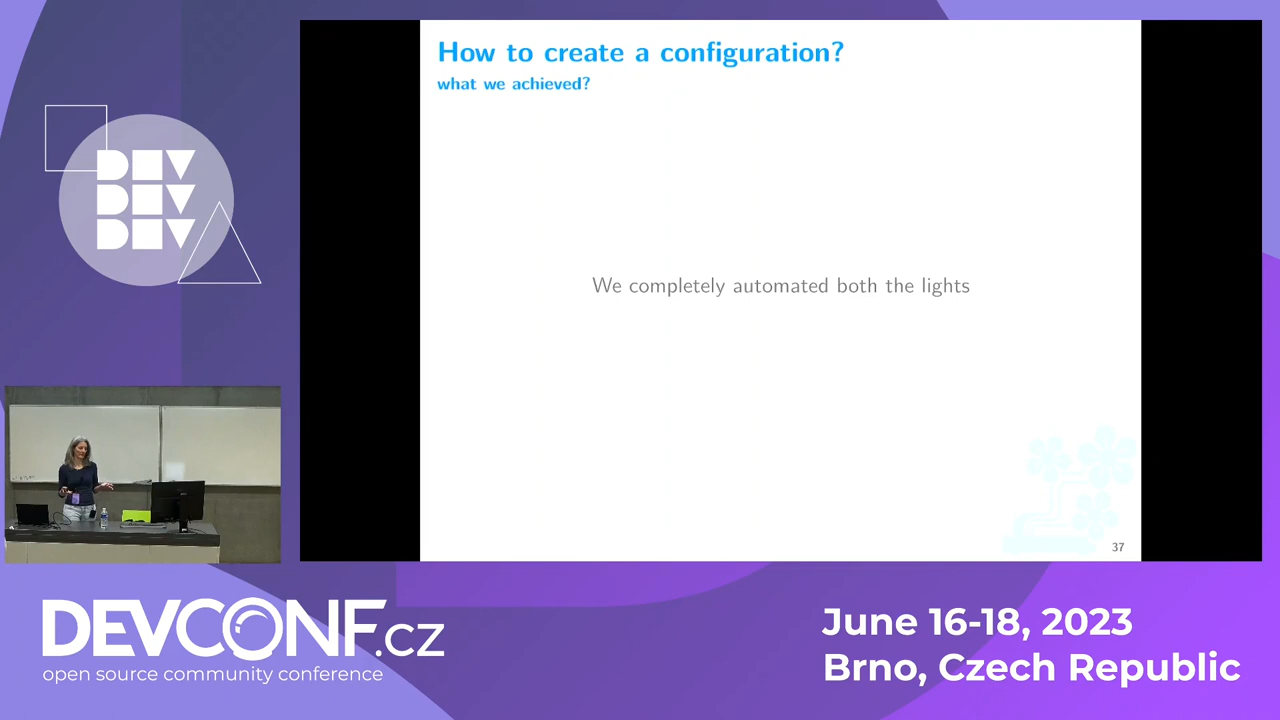 How to create a configuration?
what we achieved?
We completely automated both the lights
37
DEV
DEV
DEV
DEVCONF.cz
open source community conference
June 16-18, 2023
Brno, Czech Republic